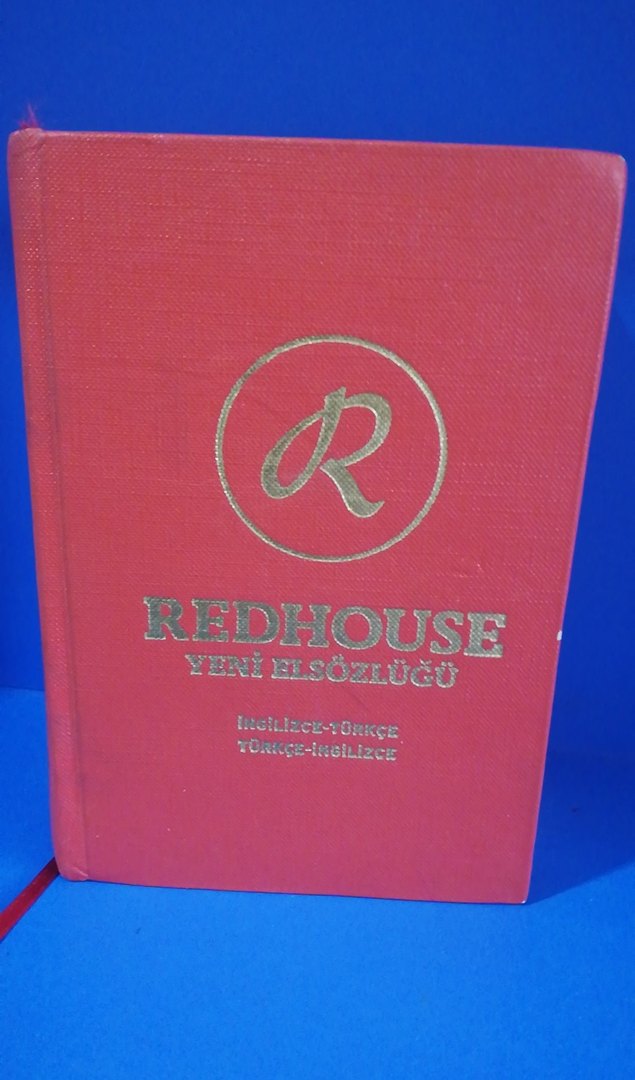 R
REDHOUSE
YENİ ELSÖZLÜĞÜ
İNGİLİZCE-TÜRKÇE
TÜRKÇE-İNGİLİZCE